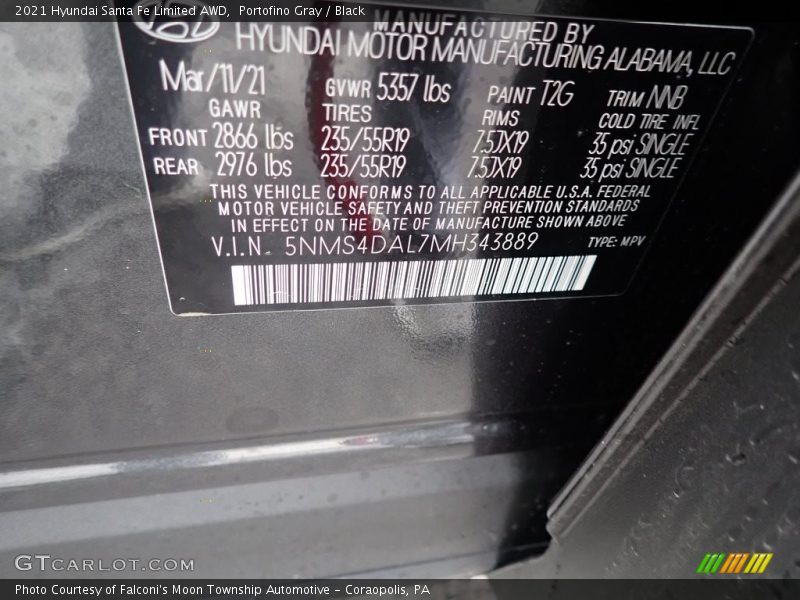 2021 Hyundai Santa Fe Limited AWD, Portofino Gray / Black
MANUFACTURED BY
HYUNDAI MOTOR MANUFACTURING ALABAMA, LLC
Mar/11/21 GVWR 5357 lbs PAINT T2G TRIM NNB
GAWR TIRES RIMS COLD TIRE INFL
FRONT 2866 lbs 235/55R19 7.5JX19 35 psi SINGLE
REAR 2976 lbs 235/55R19 7.5JX19 35 psi SINGLE
THIS VEHICLE CONFORMS TO ALL APPLICABLE U.S.A. FEDERAL
MOTOR VEHICLE SAFETY AND THEFT PREVENTION STANDARDS
IN EFFECT ON THE DATE OF MANUFACTURE SHOWN ABOVE
V.I.N. 5NMS4DAL7MH343889 TYPE: MPV
GTCARLOT.COM
Photo Courtesy of Falconi's Moon Township Automotive - Coraopolis, PA